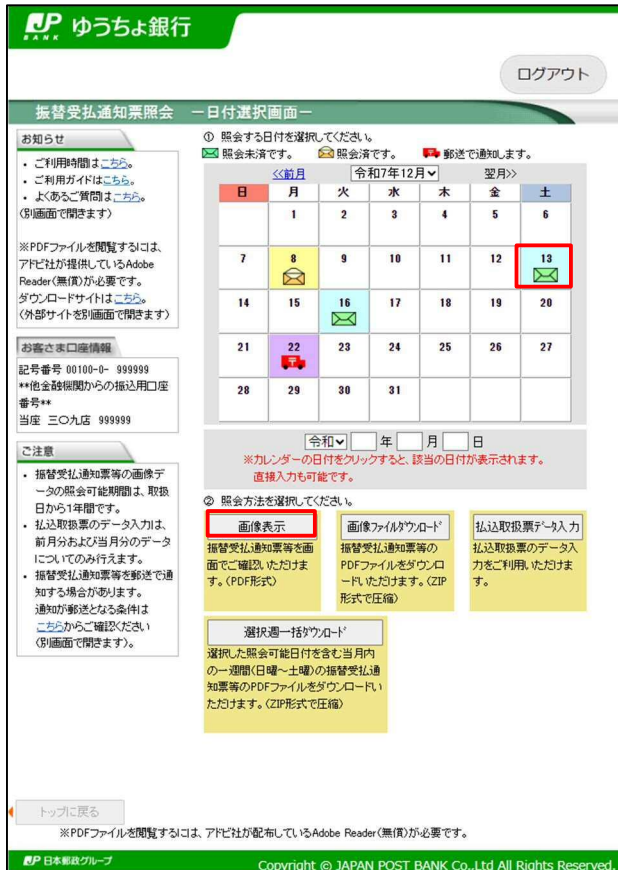 JP BANK ゆうちょ銀行
ログアウト
振替受払通知票照会 －日付選択画面－
お知らせ
・ ご利用時間はこちら。
・ ご利用ガイドはこちら。
・ よくあるご質問はこちら。
(別画面で開きます)
※PDFファイルを閲覧するには、
アドビ社が提供しているAdobe
Reader(無償)が必要です。
ダウンロードサイトはこちら。
(外部サイトを別画面で開きます)
お客さま口座情報
記号番号 00100-0- 999999
**他金融機関からの振込用口座
番号**
当座 三〇九店 999999
ご注意
・ 振替受払通知票等の画像デ
ータの照会可能期間は、取扱
日から1年間です。
・ 払込取扱票のデータ入力は、
前月分および当月分のデータ
についてのみ行えます。
・ 振替受払通知票等を郵送で通
知する場合があります。
通知が郵送となる条件は
こちらからご確認ください
(別画面で開きます)。
① 照会する日付を選択してください。
照会未済です。 照会済です。 郵送で通知します。
<<前月 令和7年12月 翌月>>
日 月 火 水 木 金 土
1 2 3 4 5 6
7 8 9 10 11 12 13
14 15 16 17 18 19 20
21 22 23 24 25 26 27
28 29 30 31
令和 年 月 日
※カレンダーの日付をクリックすると、該当の日付が表示されます。
直接入力も可能です。
② 照会方法を選択してください。
画像表示 画像ファイルダウンロード 払込取扱票データ入力
振替受払通知票等を画
面でご確認いただけま
す。(PDF形式)
振替受払通知票等の
PDFファイルをダウンロ
ードいただけます。(ZIP
形式で圧縮)
払込取扱票のデータ入
力をご利用いただけま
す。
選択週一括ダウンロード
選択した照会可能日付を含む当月内
の一週間(日曜～土曜)の振替受払通
知票等のPDFファイルをダウンロードい
ただけます。(ZIP形式で圧縮)
トップに戻る
※PDFファイルを閲覧するには、アドビ社が配布しているAdobe Reader(無償)が必要です。
JP 日本郵政グループ
Copyright © JAPAN POST BANK Co.,Ltd All Rights Reserved.